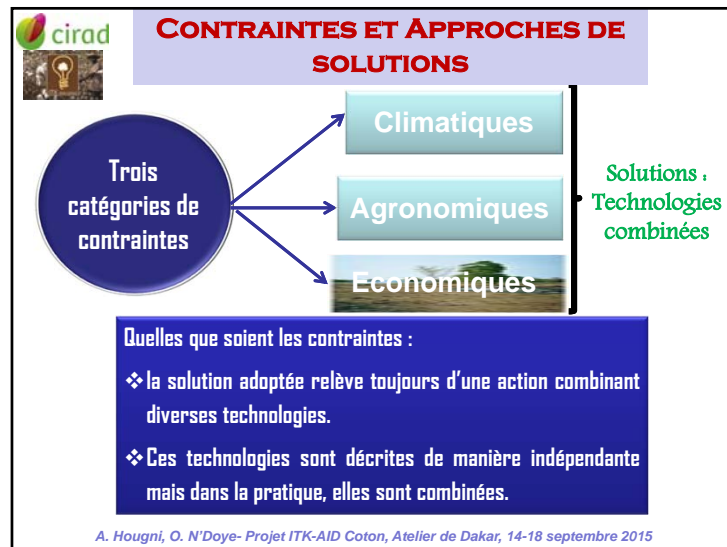 cirad
CONTRAINTES ET APPROCHES DE
SOLUTIONS
Trois
catégories de
contraintes
Climatiques
Agronomiques
Economiques
Solutions :
Technologies
combinées
Quelles que soient les contraintes :
❖la solution adoptée relève toujours d'une action combinant
diverses technologies.
❖Ces technologies sont décrites de manière indépendante
mais dans la pratique, elles sont combinées.
A. Hougni, O. N'Doye- Projet ITK-AID Coton, Atelier de Dakar, 14-18 septembre 2015